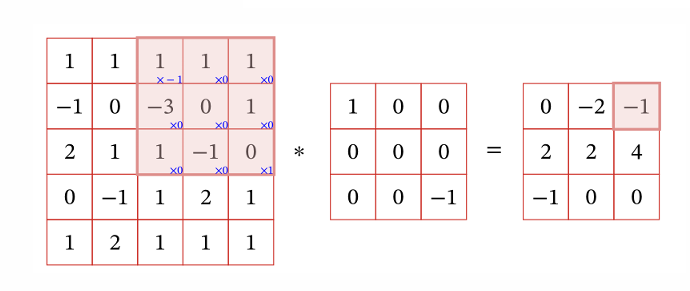 1 1 1 1 1
×−1 ×0 ×0
−1 0 −3 0 1 1 0 0 0 −2 −1
×0 ×0 ×0
2 1 1 −1 0 * 0 0 0 = 2 2 4
×0 ×0 ×1
0 −1 1 2 1 0 0 −1 −1 0 0
1 2 1 1 1